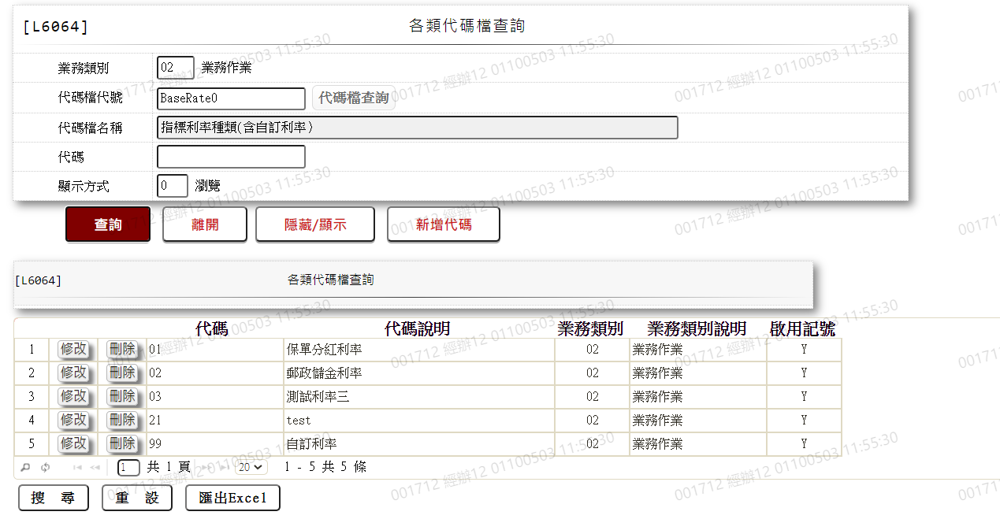 [L6064] 各類代碼檔查詢
業務類別 02 業務作業
代碼檔代號 BaseRate0 代碼檔查詢
代碼檔名稱 指標利率種類(含自訂利率)
代碼
顯示方式 0 瀏覽
查詢 離開 隱藏/顯示 新增代碼
[L6064] 各類代碼檔查詢
代碼 代碼說明 業務類別 業務類別說明 啟用記號
1 修改 刪除 01 保單分紅利率 02 業務作業 Y
2 修改 刪除 02 郵政儲金利率 02 業務作業 Y
3 修改 刪除 03 測試利率三 02 業務作業 Y
4 修改 刪除 21 test 02 業務作業 Y
5 修改 刪除 99 自訂利率 02 業務作業 Y
1 共 1 頁 20 1 - 5 共 5 條
搜 尋 重 設 匯出Excel
001712 經辦12 01100503 11:55:30